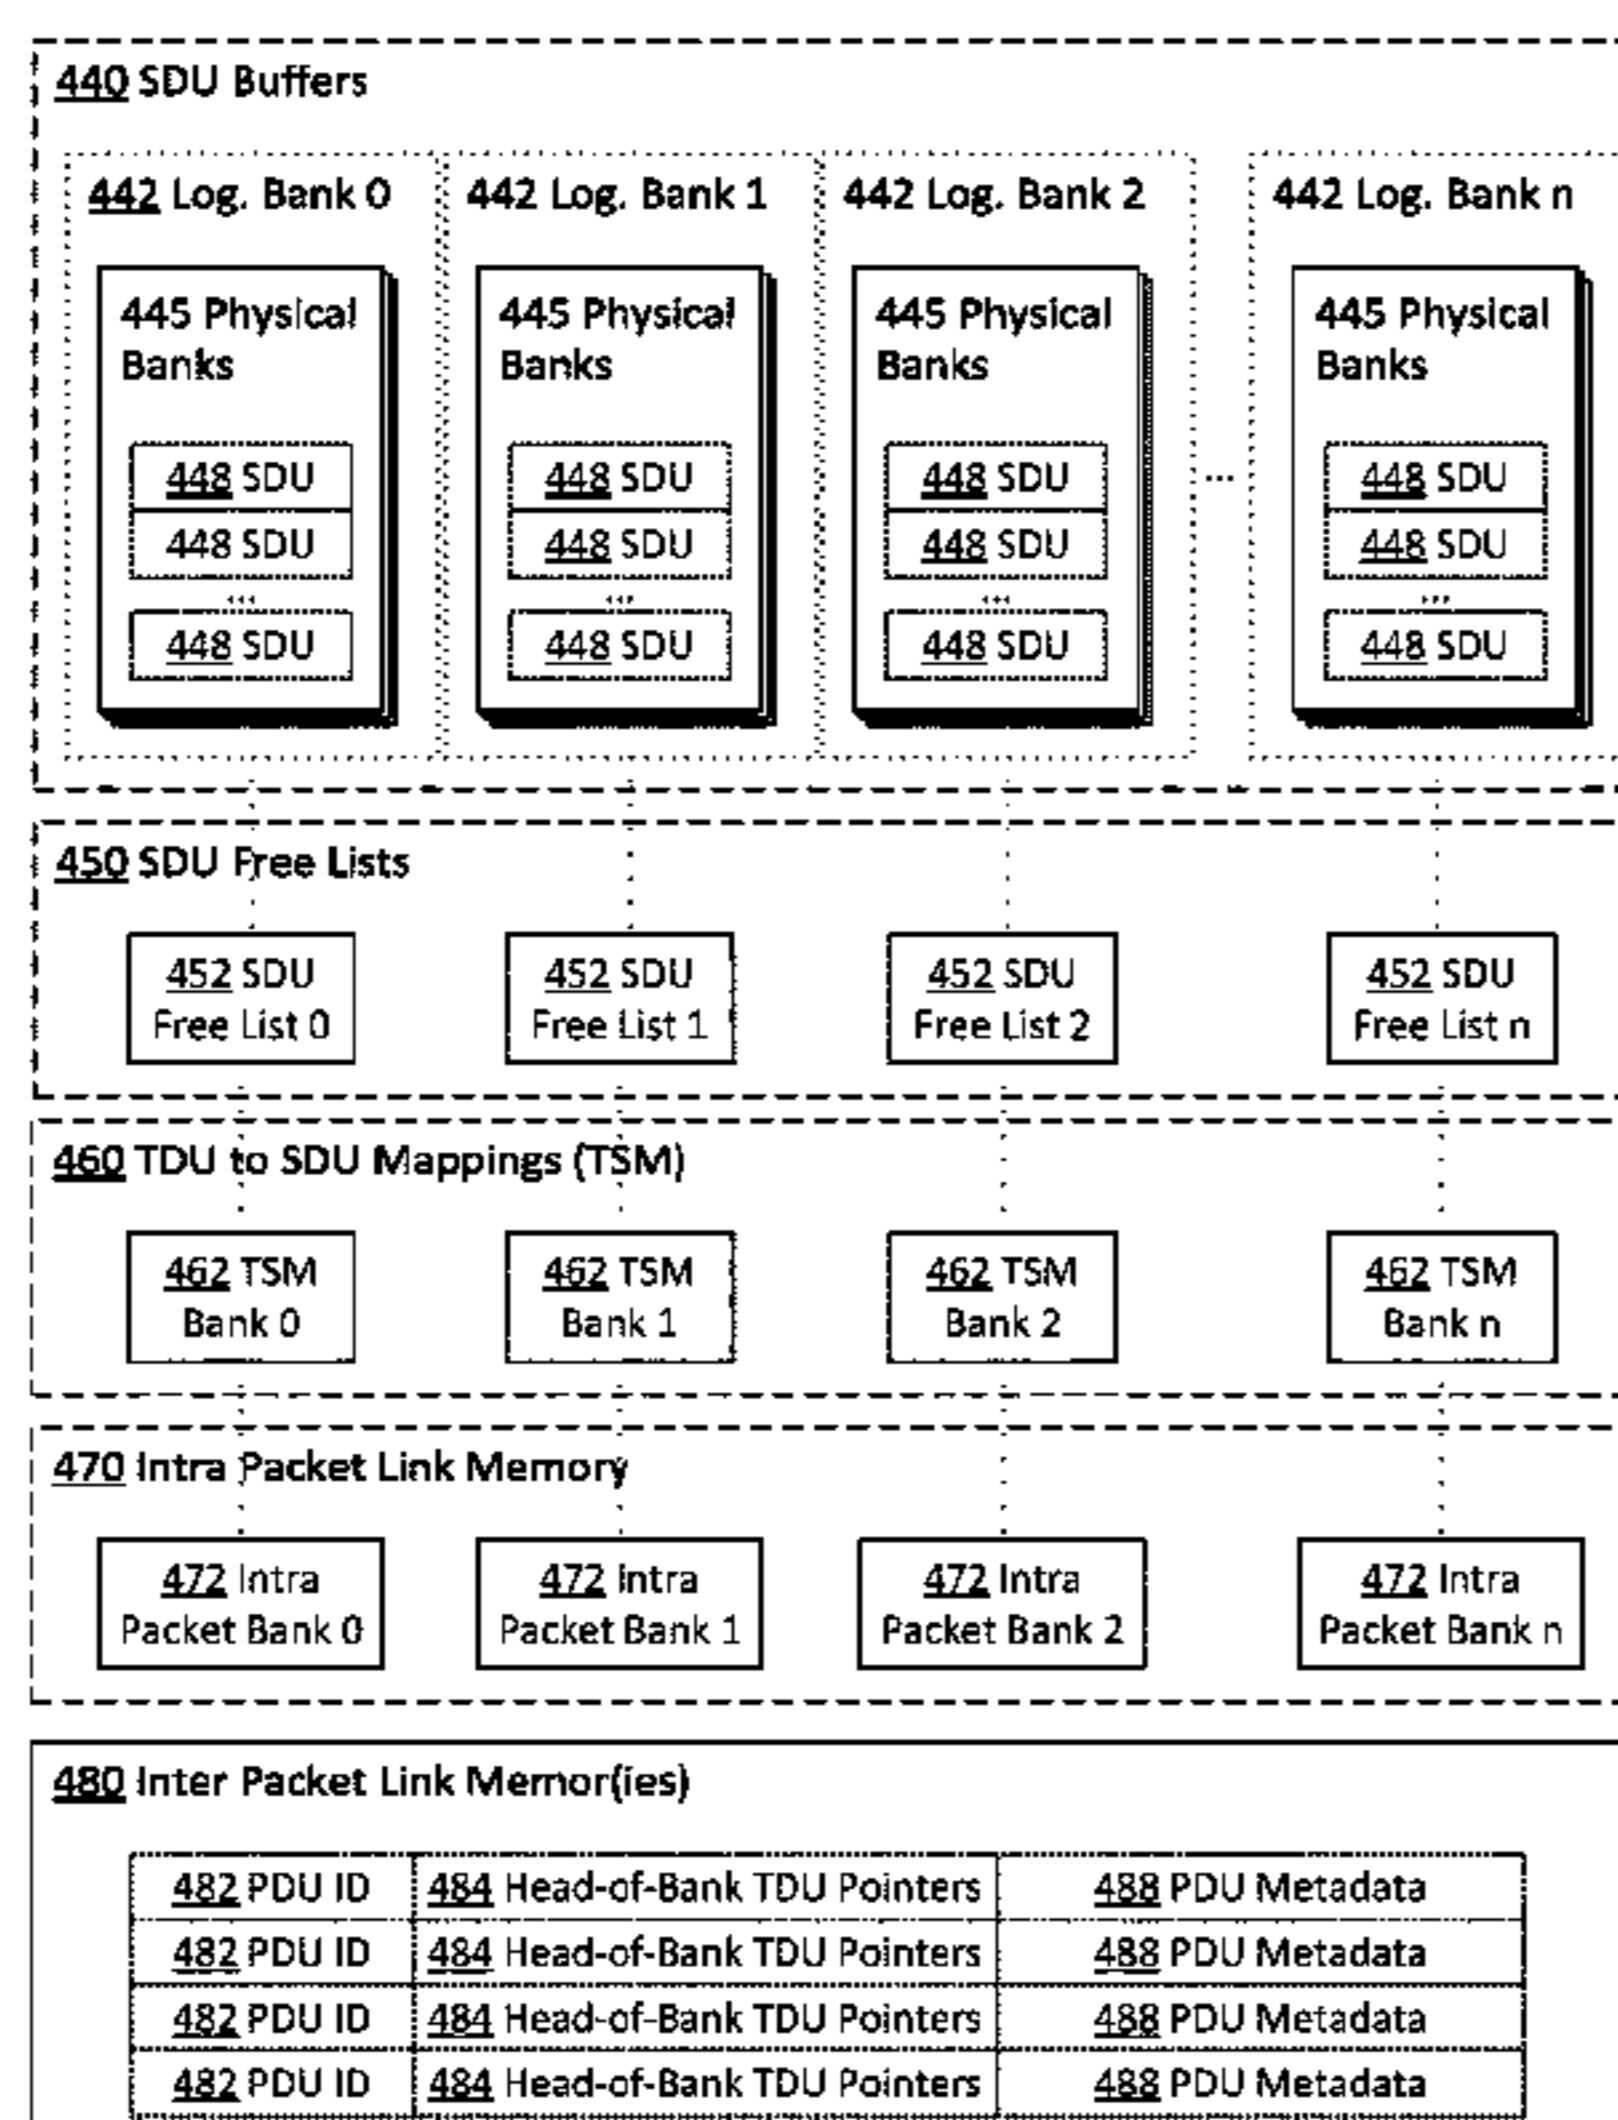 440 SDU Buffers
442 Log. Bank 0 442 Log. Bank 1 442 Log. Bank 2 442 Log. Bank n
445 Physical 445 Physical 445 Physical 445 Physical
Banks Banks Banks Banks
448 SDU 448 SDU 448 SDU ... 448 SDU
448 SDU 448 SDU 448 SDU 448 SDU
... ... ... ...
448 SDU 448 SDU 448 SDU 448 SDU
450 SDU Free Lists
452 SDU 452 SDU 452 SDU 452 SDU
Free List 0 Free List 1 Free List 2 Free List n
460 TDU to SDU Mappings (TSM)
462 TSM 462 TSM 462 TSM 462 TSM
Bank 0 Bank 1 Bank 2 Bank n
470 Intra Packet Link Memory
472 Intra 472 Intra 472 Intra 472 Intra
Packet Bank 0 Packet Bank 1 Packet Bank 2 Packet Bank n
480 Inter Packet Link Memor(ies)
482 PDU ID 484 Head-of-Bank TDU Pointers 488 PDU Metadata
482 PDU ID 484 Head-of-Bank TDU Pointers 488 PDU Metadata
482 PDU ID 484 Head-of-Bank TDU Pointers 488 PDU Metadata
482 PDU ID 484 Head-of-Bank TDU Pointers 488 PDU Metadata